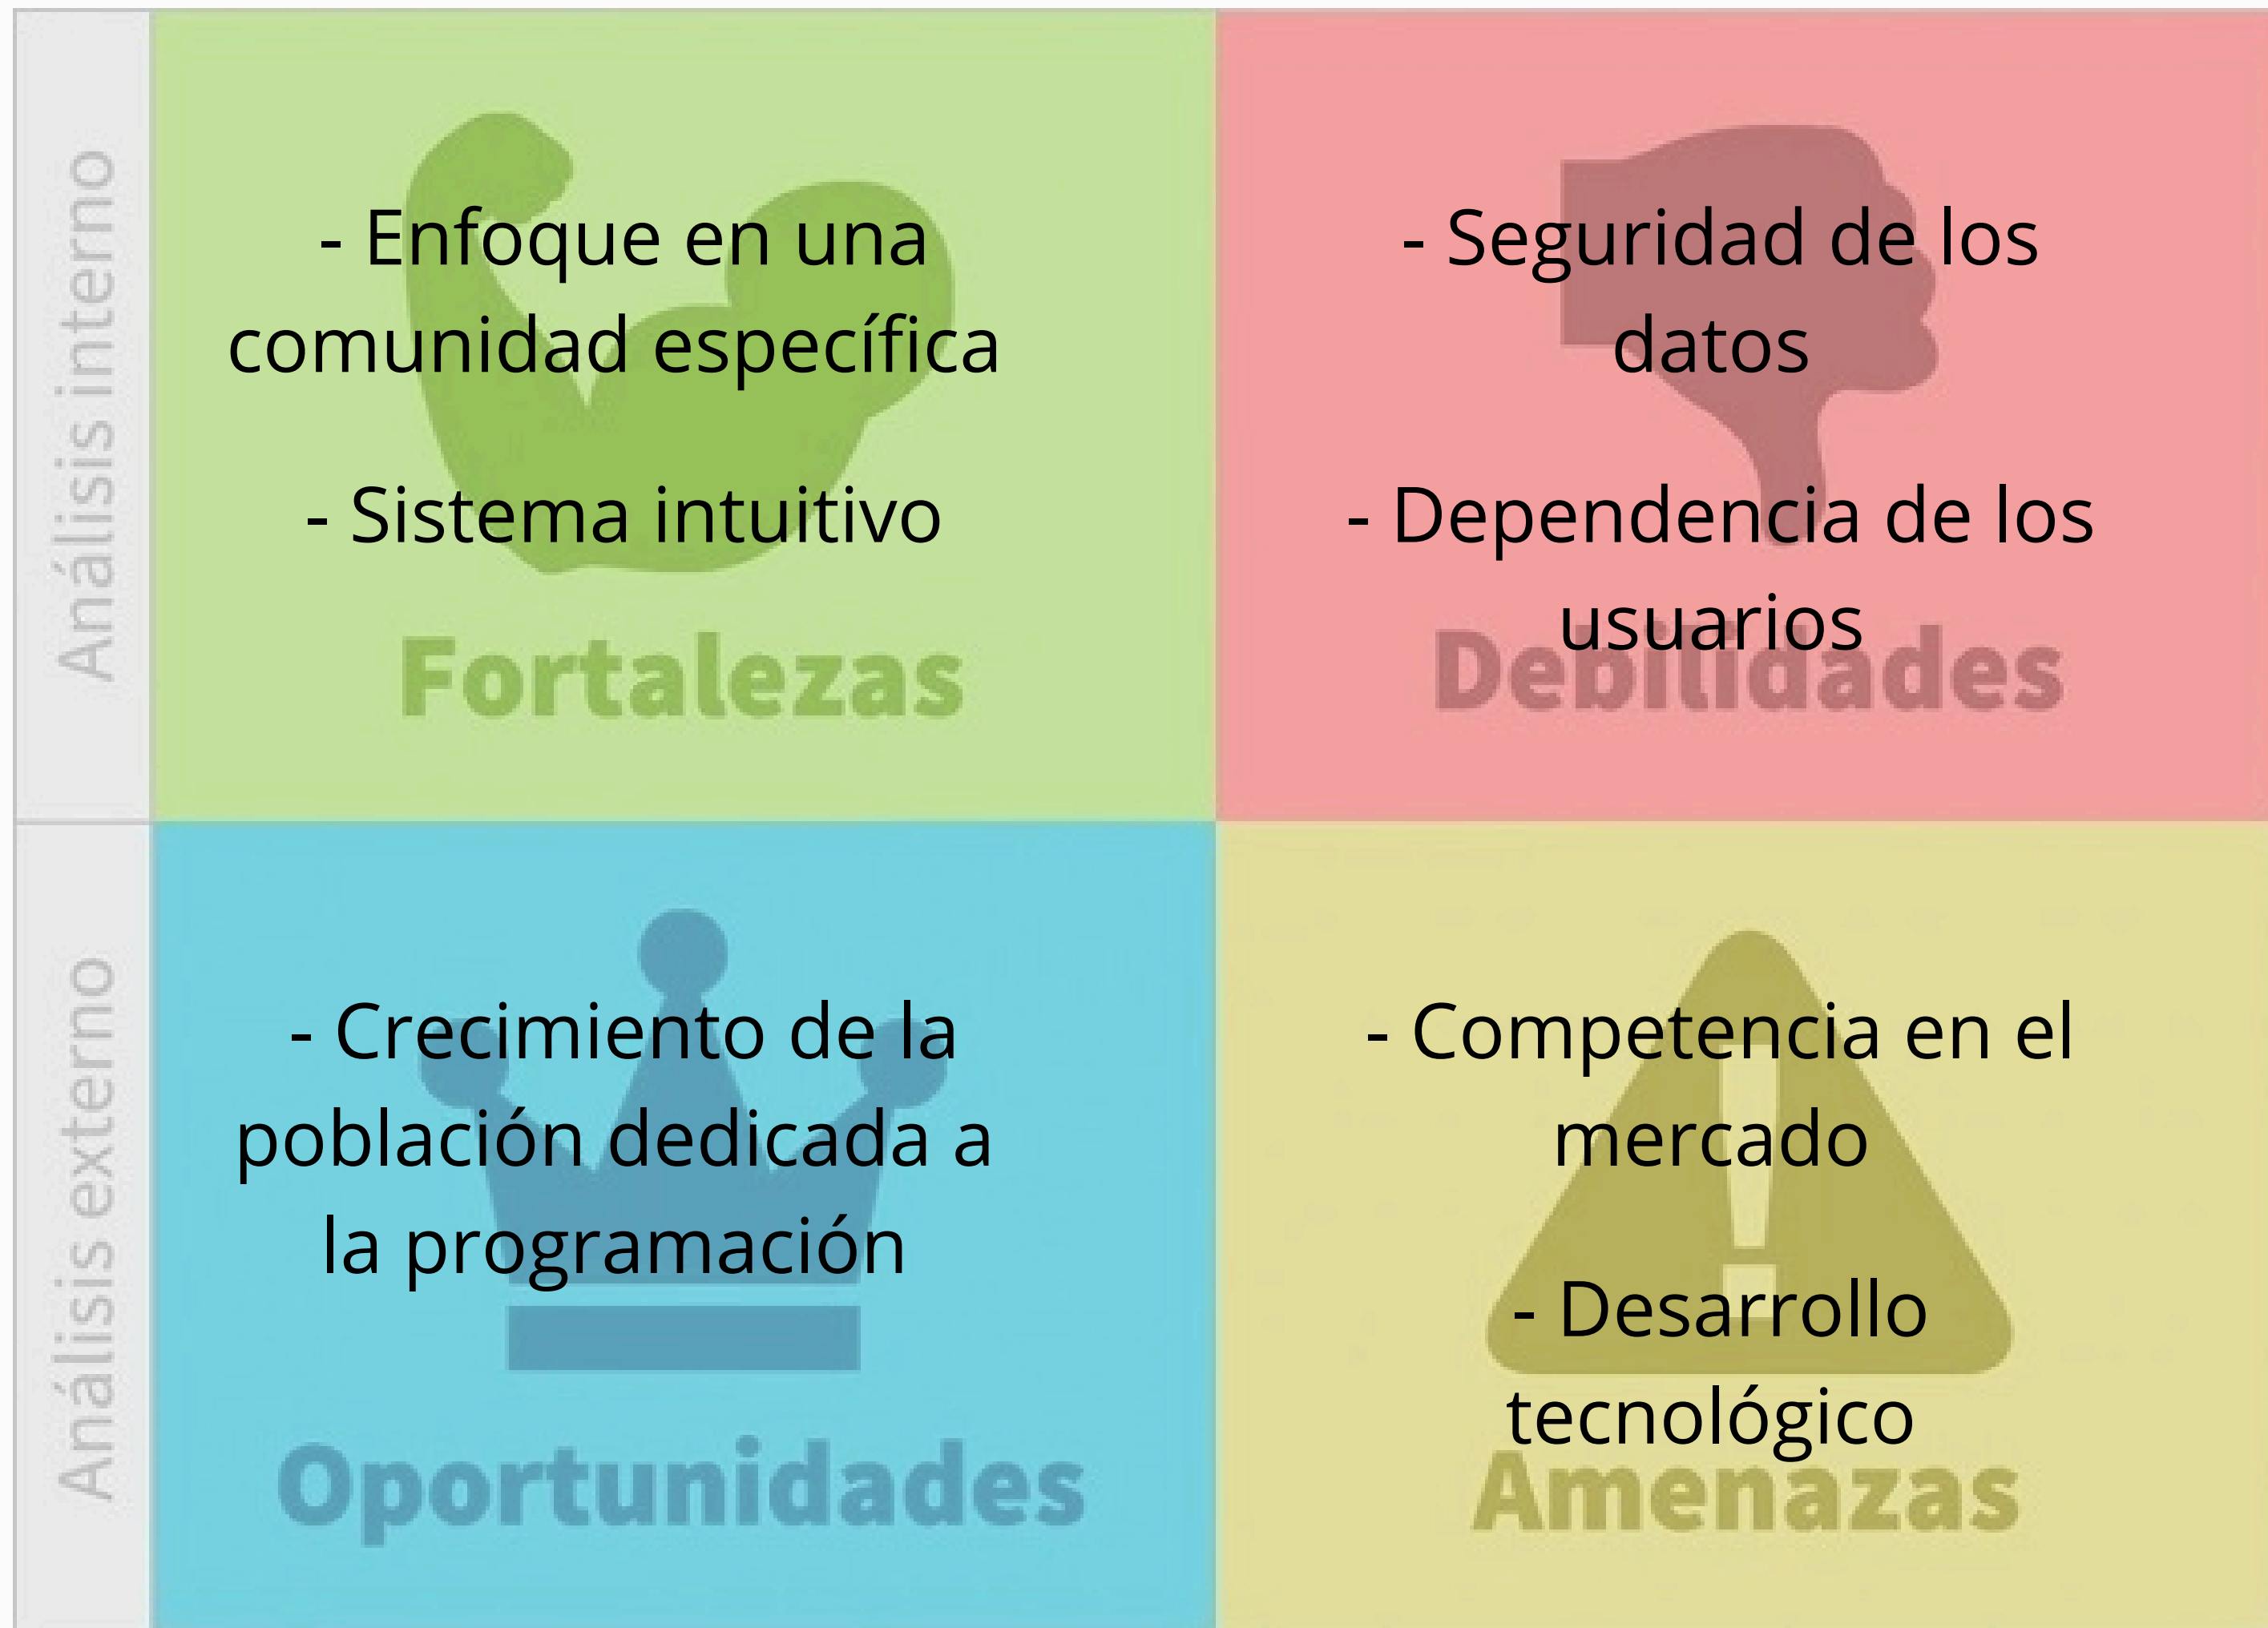 Análisis interno
- Enfoque en una
comunidad específica
- Sistema intuitivo
Fortalezas
- Seguridad de los
datos
- Dependencia de los
usuarios
Debilidades
Análisis externo
- Crecimiento de la
población dedicada a
la programación
Oportunidades
- Competencia en el
mercado
- Desarrollo
tecnológico
Amenazas